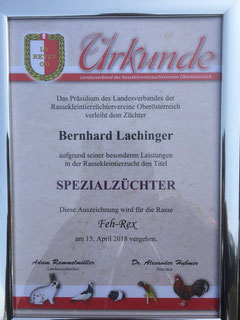 Urkunde
Landesverband der Rassekleintierzuchtvereine Oberösterreich
Das Präsidium des Landesverbandes der
Rassekleintierzüchtervereine Oberösterreich
verleiht dem Züchter
Bernhard Lachinger
aufgrund seiner besonderen Leistungen
in der Rassekleintierzucht den Titel
SPEZIALZÜCHTER
Diese Auszeichnung wird für die Rasse
Feh-Rex
am 15. April 2018 vergeben.
Adam Rammelmüller
Dr. Alexander
Präsident